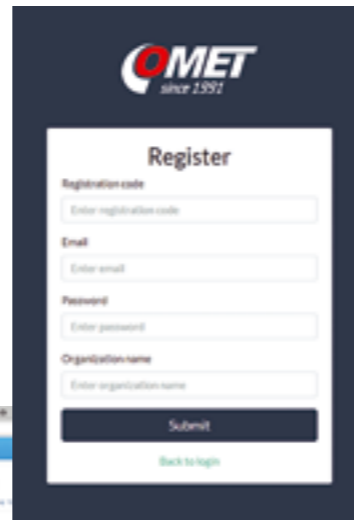 COMET
since 1991
Register
Registration code
Enter registration code
Email
Enter email
Password
Enter password
Organization name
Enter organization name
Submit
Back to login